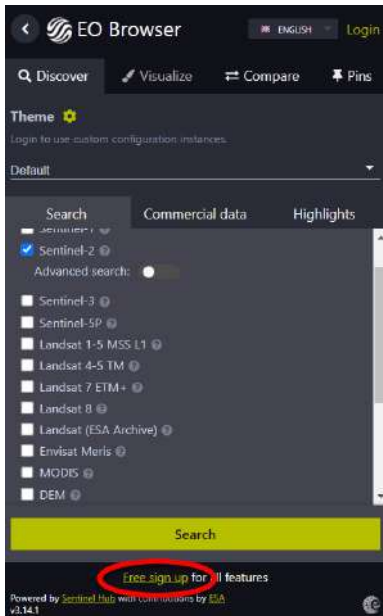 EO Browser
ENGLISH
Login
Discover
Visualize
Compare
Pins
Theme
Login to use custom configuration instances.
Default
Search
Commercial data
Highlights
Sentinel-1
Sentinel-2
Advanced search:
Sentinel-3
Sentinel-5P
Landsat 1-5 MSS L1
Landsat 4-5 TM
Landsat 7 ETM+
Landsat 8
Landsat (ESA Archive)
Envisat Meris
MODIS
DEM
Search
Free sign up for all features
Powered by Sentinel Hub with contributions by ESA
v3.14.1